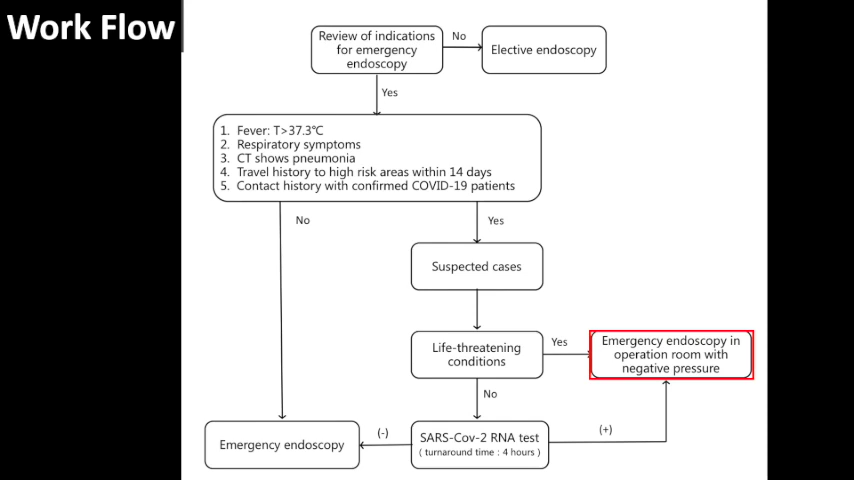 Work Flow
Review of indications
for emergency
endoscopy
No
Elective endoscopy
Yes
1. Fever: T>37.3℃
2. Respiratory symptoms
3. CT shows pneumonia
4. Travel history to high risk areas within 14 days
5. Contact history with confirmed COVID-19 patients
No
Yes
Suspected cases
Life-threatening
conditions
Yes
Emergency endoscopy in
operation room with
negative pressure
No
Emergency endoscopy
(-)
SARS-Cov-2 RNA test
( turnaround time : 4 hours )
(+)